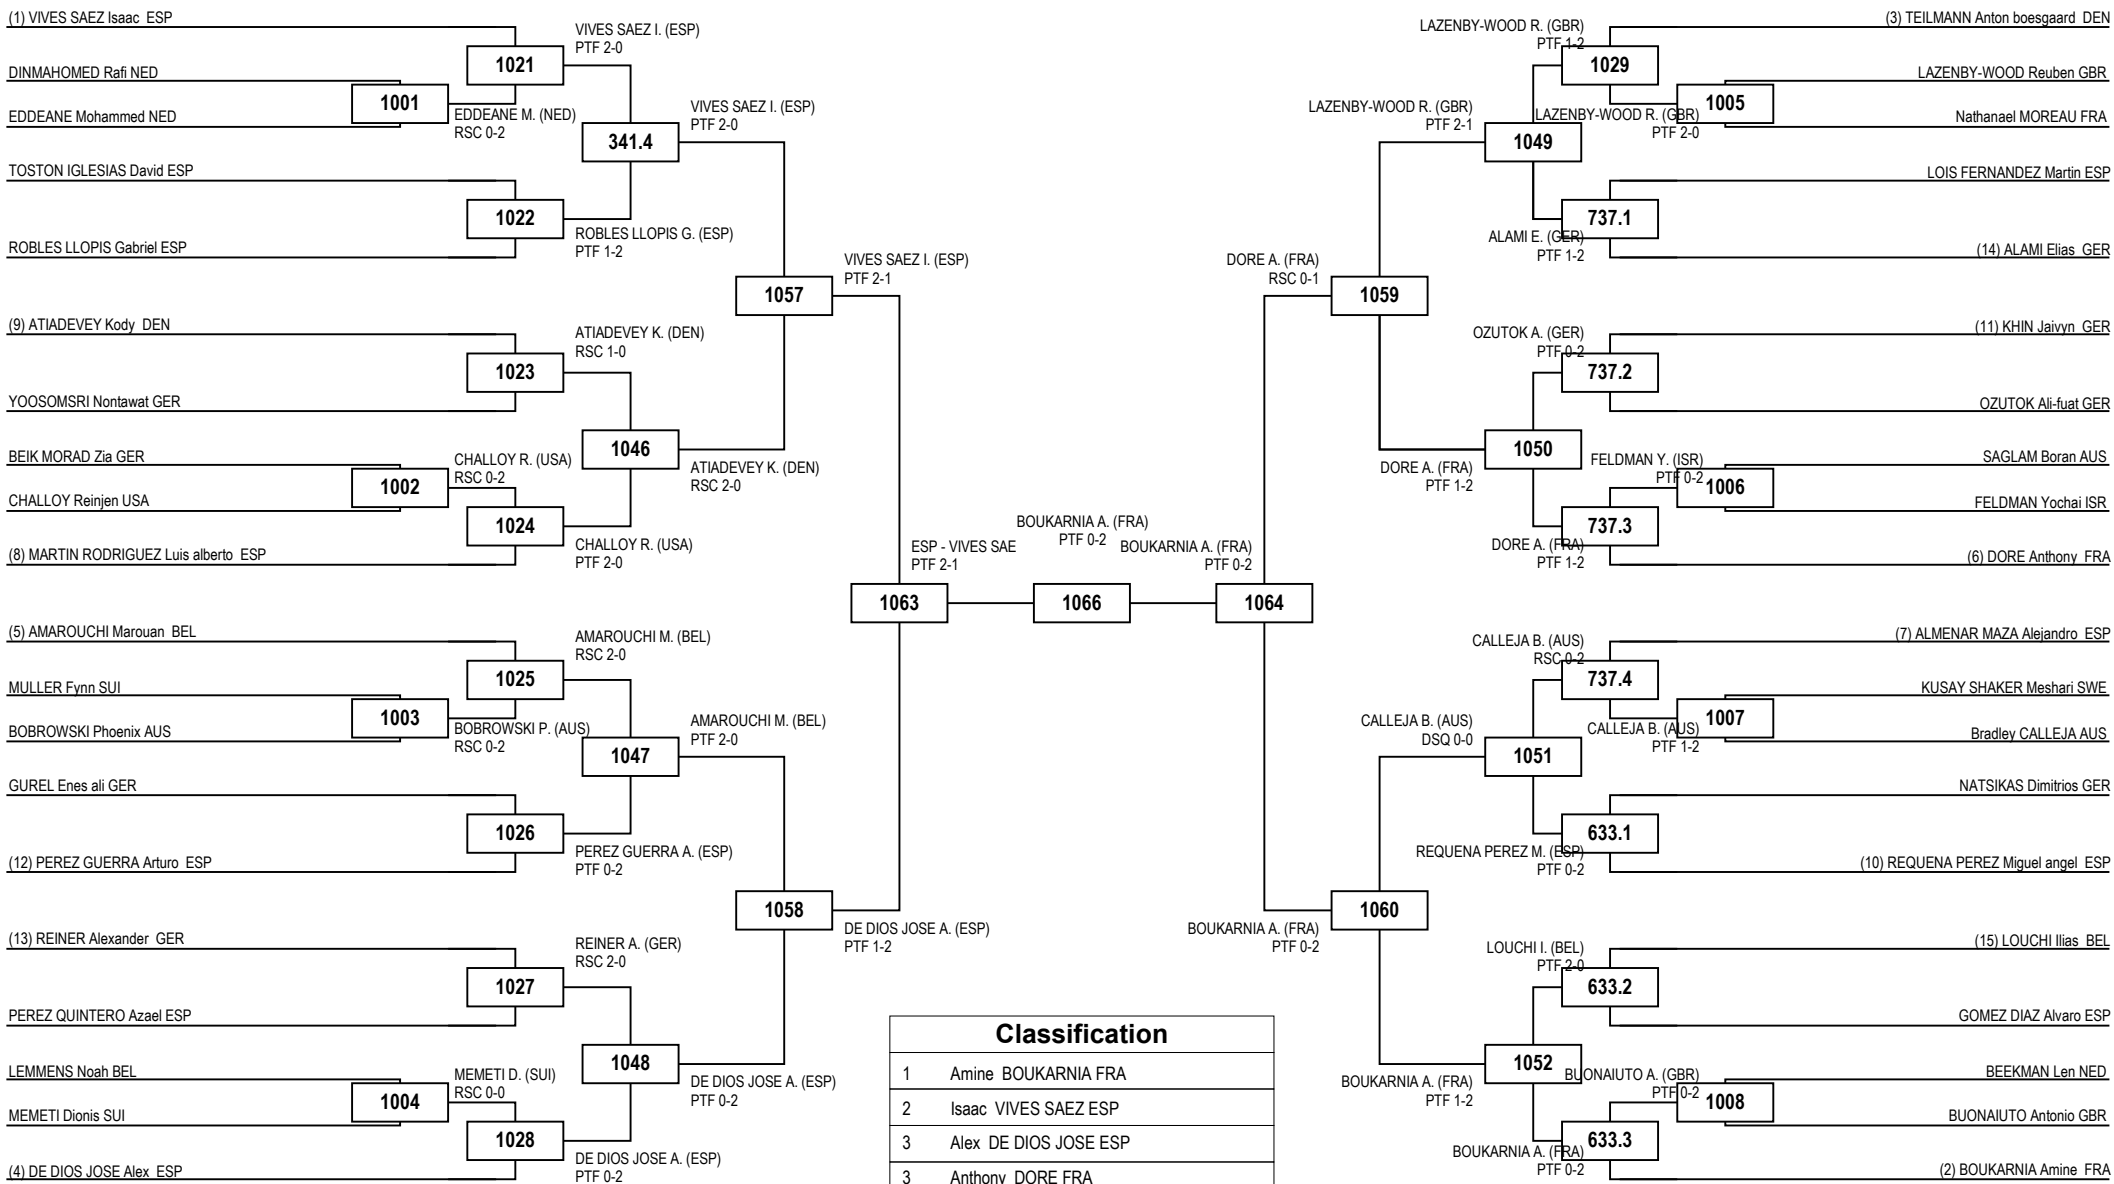 (1) VIVES SAEZ Isaac ESP
DINMAHOMED Rafi NED
EDDEANE Mohammed NED
TOSTON IGLESIAS David ESP
ROBLES LLOPIS Gabriel ESP
(9) ATIADEVEY Kody DEN
YOOSOMSRI Nontawat GER
BEIK MORAD Zia GER
CHALLOY Reinjen USA
(8) MARTIN RODRIGUEZ Luis alberto ESP
(5) AMAROUCHI Marouan BEL
MULLER Fynn SUI
BOBROWSKI Phoenix AUS
GUREL Enes ali GER
(12) PEREZ GUERRA Arturo ESP
(13) REINER Alexander GER
PEREZ QUINTERO Azael ESP
LEMMENS Noah BEL
MEMETI Dionis SUI
(4) DE DIOS JOSE Alex ESP
1001
EDDEANE M. (NED)
RSC 0-2
1002
CHALLOY R. (USA)
RSC 0-2
1003
BOBROWSKI P. (AUS)
RSC 0-2
1004
MEMETI D. (SUI)
RSC 0-0
1021
VIVES SAEZ I. (ESP)
PTF 2-0
1022
ROBLES LLOPIS G. (ESP)
PTF 1-2
1023
ATIADEVEY K. (DEN)
RSC 1-0
1024
CHALLOY R. (USA)
PTF 2-0
1025
AMAROUCHI M. (BEL)
RSC 2-0
1026
PEREZ GUERRA A. (ESP)
PTF 0-2
1027
REINER A. (GER)
RSC 2-0
1028
DE DIOS JOSE A. (ESP)
PTF 0-2
341.4
VIVES SAEZ I. (ESP)
PTF 2-0
1046
ATIADEVEY K. (DEN)
RSC 2-0
1047
AMAROUCHI M. (BEL)
PTF 2-0
1048
DE DIOS JOSE A. (ESP)
PTF 0-2
1057
VIVES SAEZ I. (ESP)
PTF 2-1
1058
DE DIOS JOSE A. (ESP)
PTF 1-2
1063
ESP - VIVES SAE
PTF 2-1
1066
BOUKARNIA A. (FRA)
PTF 0-2
1064
BOUKARNIA A. (FRA)
PTF 0-2
1059
DORE A. (FRA)
RSC 0-1
1060
BOUKARNIA A. (FRA)
PTF 0-2
1049
LAZENBY-WOOD R. (GBR)
PTF 2-1
1050
DORE A. (FRA)
PTF 1-2
1051
CALLEJA B. (AUS)
DSQ 0-0
1052
BOUKARNIA A. (FRA)
PTF 1-2
1029
LAZENBY-WOOD R. (GBR)
PTF 1-2
737.1
ALAMI E. (GER)
PTF 1-2
737.2
OZUTOK A. (GER)
PTF 0-2
737.3
DORE A. (FRA)
PTF 1-2
737.4
CALLEJA B. (AUS)
RSC 0-2
633.1
REQUENA PEREZ M. (ESP)
PTF 0-2
633.2
LOUCHI I. (BEL)
PTF 2-0
633.3
BOUKARNIA A. (FRA)
PTF 0-2
1005
LAZENBY-WOOD R. (GBR)
PTF 2-0
1006
FELDMAN Y. (ISR)
PTF 0-2
1007
CALLEJA B. (AUS)
PTF 1-2
1008
BUONAIUTO A. (GBR)
PTF 0-2
(3) TEILMANN Anton boesgaard DEN
LAZENBY-WOOD Reuben GBR
Nathanael MOREAU FRA
LOIS FERNANDEZ Martin ESP
(14) ALAMI Elias GER
(11) KHIN Jaivyn GER
OZUTOK Ali-fuat GER
SAGLAM Boran AUS
FELDMAN Yochai ISR
(6) DORE Anthony FRA
(7) ALMENAR MAZA Alejandro ESP
KUSAY SHAKER Meshari SWE
Bradley CALLEJA AUS
NATSIKAS Dimitrios GER
(10) REQUENA PEREZ Miguel angel ESP
(15) LOUCHI Ilias BEL
GOMEZ DIAZ Alvaro ESP
BEEKMAN Len NED
BUONAIUTO Antonio GBR
(2) BOUKARNIA Amine FRA
Classification
1 Amine BOUKARNIA FRA
2 Isaac VIVES SAEZ ESP
3 Alex DE DIOS JOSE ESP
3 Anthony DORE FRA